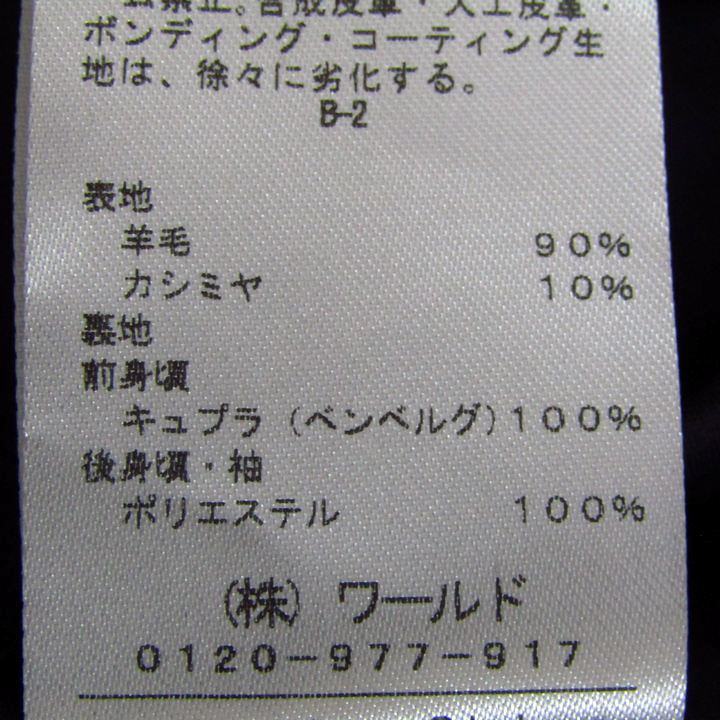 禁止。合成皮革・人工皮革・
ボンディング・コーティング生
地は、徐々に劣化する。
B-2
表地
羊毛 90%
カシミヤ 10%
裏地
前身頃
キュプラ(ベンベルグ)100%
後身頃・袖
ポリエステル 100%
(株)ワールド
0120-977-917